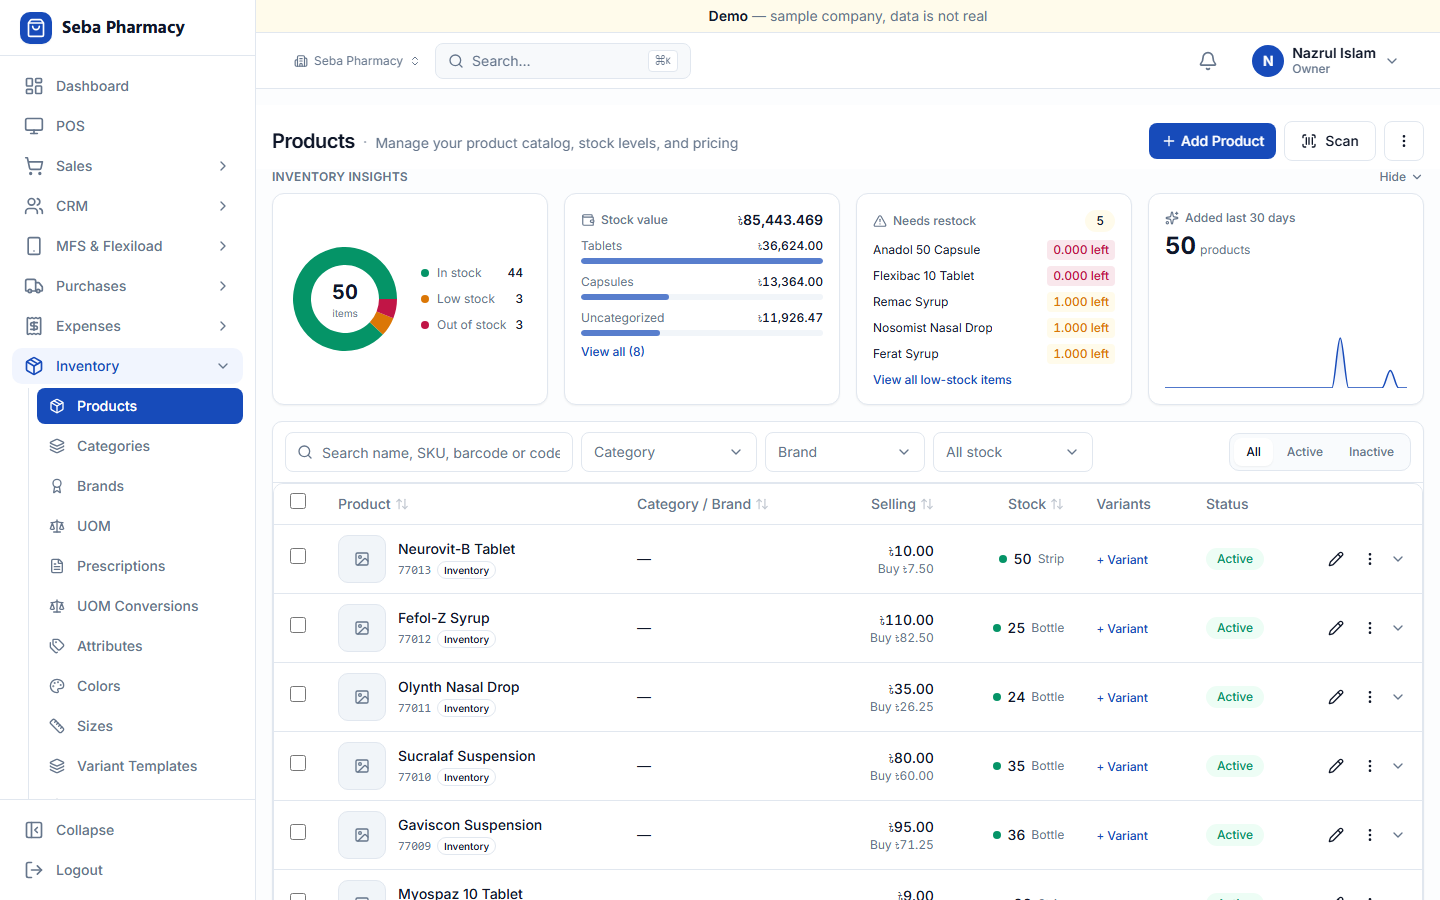 Seba Pharmacy
Dashboard
POS
Sales
CRM
MFS & Flexiload
Purchases
Expenses
Inventory
Products
Categories
Brands
UOM
Prescriptions
UOM Conversions
Attributes
Colors
Sizes
Variant Templates
Collapse
Logout
Demo — sample company, data is not real
Seba Pharmacy
Search...
⌘K
N
Nazrul Islam
Owner
Products · Manage your product catalog, stock levels, and pricing
+ Add Product
Scan
INVENTORY INSIGHTS
Hide
50
items
In stock 44
Low stock 3
Out of stock 3
Stock value ৳85,443.469
Tablets ৳36,624.00
Capsules ৳13,364.00
Uncategorized ৳11,926.47
View all (8)
Needs restock 5
Anadol 50 Capsule 0.000 left
Flexibac 10 Tablet 0.000 left
Remac Syrup 1.000 left
Nosomist Nasal Drop 1.000 left
Ferat Syrup 1.000 left
View all low-stock items
Added last 30 days
50 products
Search name, SKU, barcode or code
Category
Brand
All stock
All Active Inactive
Product Category / Brand Selling Stock Variants Status
Neurovit-B Tablet
77013 Inventory
—
৳10.00
Buy ৳7.50
50 Strip
+ Variant
Active
Fefol-Z Syrup
77012 Inventory
—
৳110.00
Buy ৳82.50
25 Bottle
+ Variant
Active
Olynth Nasal Drop
77011 Inventory
—
৳35.00
Buy ৳26.25
24 Bottle
+ Variant
Active
Sucralaf Suspension
77010 Inventory
—
৳80.00
Buy ৳60.00
35 Bottle
+ Variant
Active
Gaviscon Suspension
77009 Inventory
—
৳95.00
Buy ৳71.25
36 Bottle
+ Variant
Active
Myospaz 10 Tablet
৳9.00